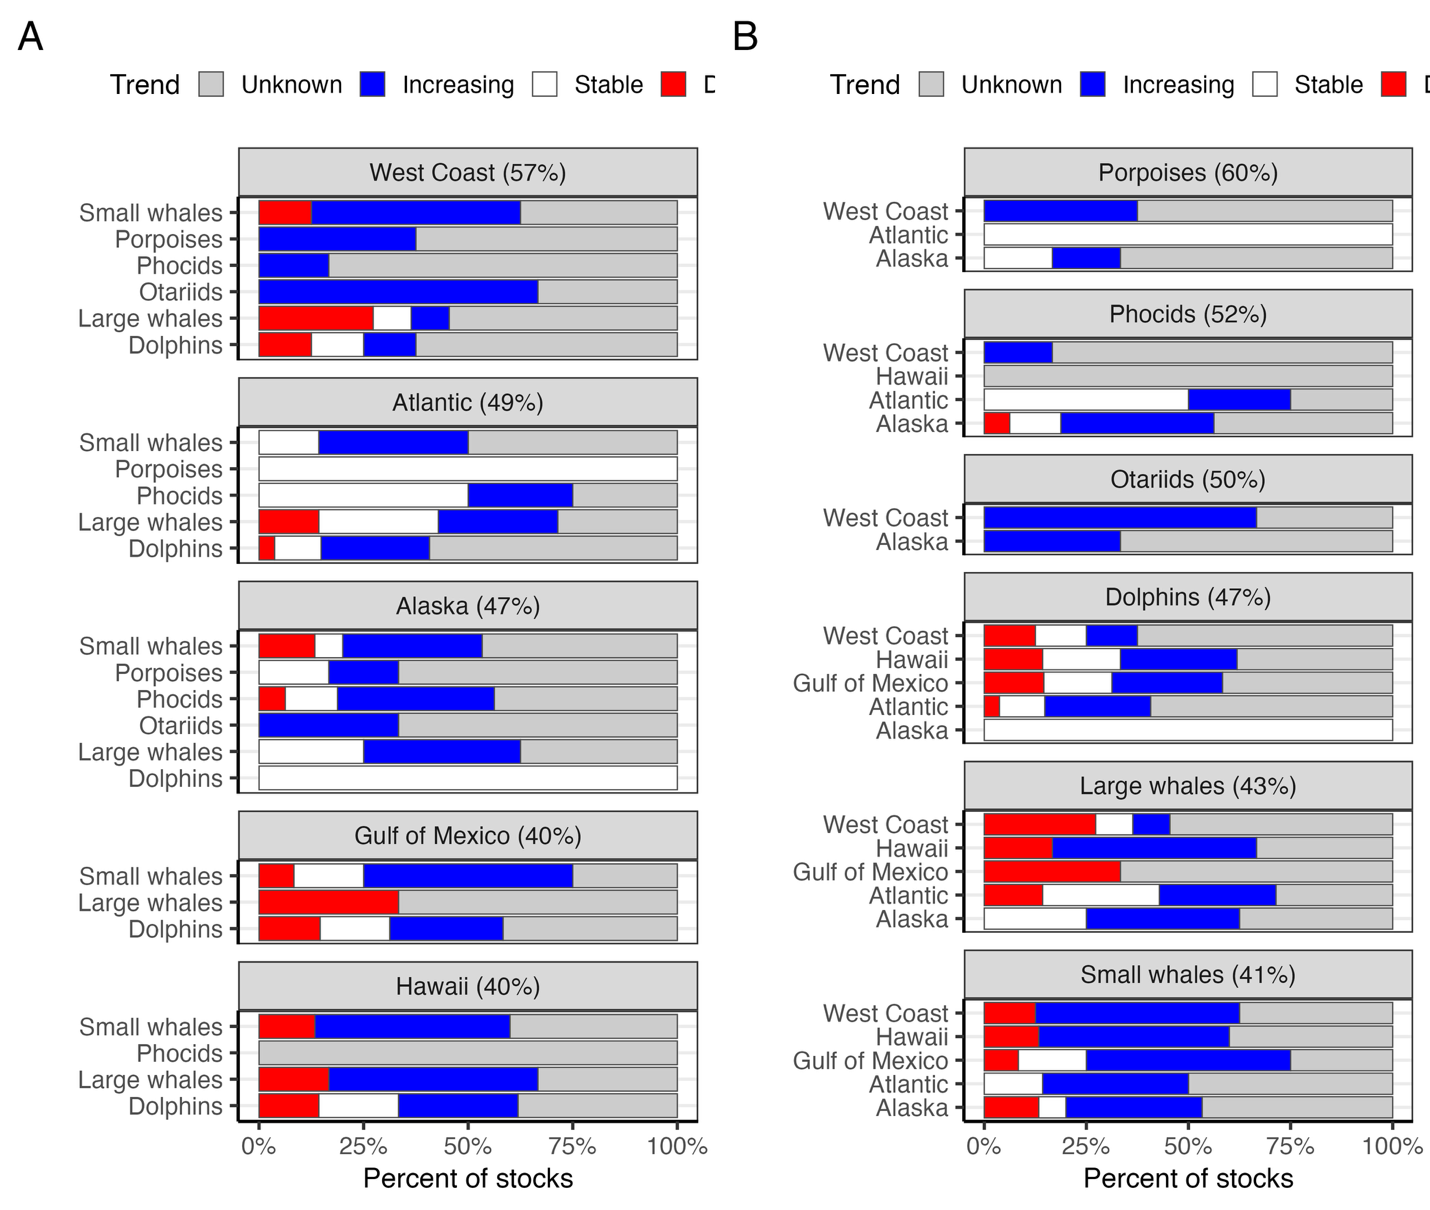 A
Trend Unknown Increasing Stable
West Coast (57%)
Small whales
Porpoises
Phocids
Otariids
Large whales
Dolphins
Atlantic (49%)
Small whales
Porpoises
Phocids
Large whales
Dolphins
Alaska (47%)
Small whales
Porpoises
Phocids
Otariids
Large whales
Dolphins
Gulf of Mexico (40%)
Small whales
Large whales
Dolphins
Hawaii (40%)
Small whales
Phocids
Large whales
Dolphins
0% 25% 50% 75% 100%
Percent of stocks
B
Trend Unknown Increasing Stable
Porpoises (60%)
West Coast
Atlantic
Alaska
Phocids (52%)
West Coast
Hawaii
Atlantic
Alaska
Otariids (50%)
West Coast
Alaska
Dolphins (47%)
West Coast
Hawaii
Gulf of Mexico
Atlantic
Alaska
Large whales (43%)
West Coast
Hawaii
Gulf of Mexico
Atlantic
Alaska
Small whales (41%)
West Coast
Hawaii
Gulf of Mexico
Atlantic
Alaska
0% 25% 50% 75% 100%
Percent of stocks